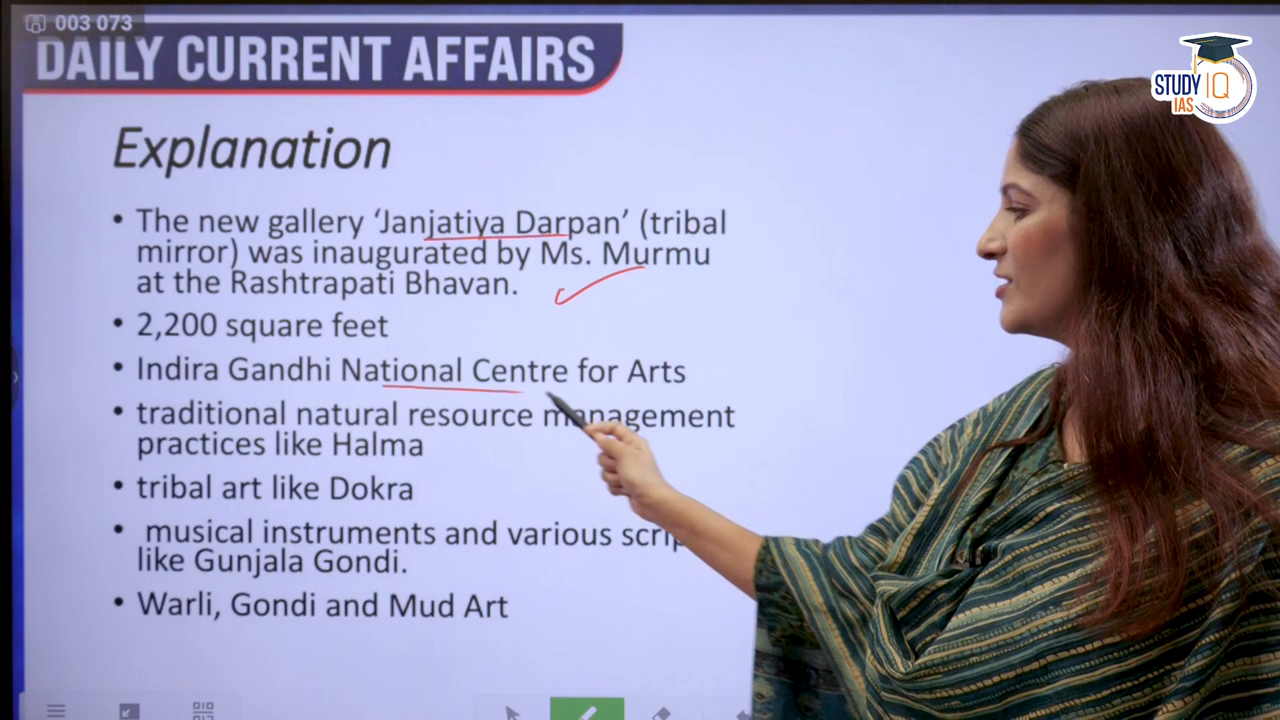 003 073
DAILY CURRENT AFFAIRS
STUDY IQ
IAS
Explanation
• The new gallery ‘Janjatiya Darpan’ (tribal
mirror) was inaugurated by Ms. Murmu
at the Rashtrapati Bhavan.
• 2,200 square feet
• Indira Gandhi National Centre for Arts
• traditional natural resource management
practices like Halma
• tribal art like Dokra
• musical instruments and various
like Gunjala Gondi.
• Warli, Gondi and Mud Art